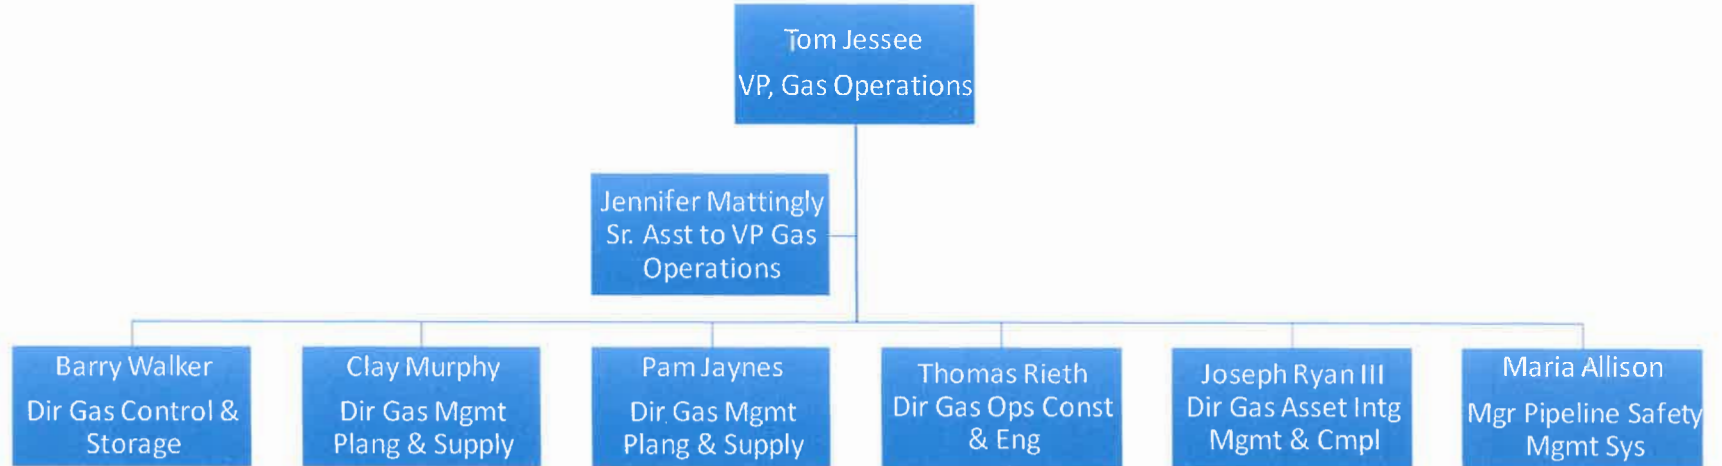 Tom Jessee
VP, Gas Operations
Jennifer Mattingly
Sr. Asst to VP Gas
Operations
Barry Walker
Dir Gas Control &
Storage
Clay Murphy
Dir Gas Mgmt
Plang & Supply
Pam Jaynes
Dir Gas Mgmt
Plang & Supply
Thomas Rieth
Dir Gas Ops Const
& Eng
Joseph Ryan III
Dir Gas Asset Intg
Mgmt & Cmpl
Maria Allison
Mgr Pipeline Safety
Mgmt Sys